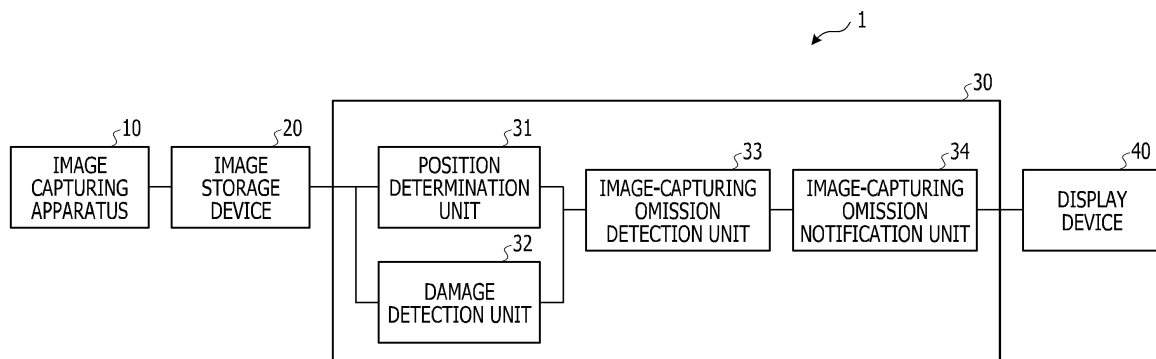 1
30
10
IMAGE
CAPTURING
APPARATUS
20
IMAGE
STORAGE
DEVICE
31
POSITION
DETERMINATION
UNIT
32
DAMAGE
DETECTION UNIT
33
IMAGE-CAPTURING
OMISSION
DETECTION UNIT
34
IMAGE-CAPTURING
OMISSION
NOTIFICATION UNIT
40
DISPLAY
DEVICE